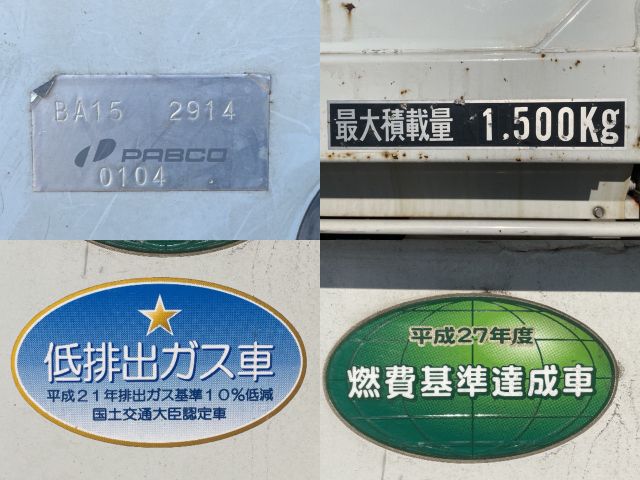 BA15 2914
PABCO
0104
最大積載量 1.500Kg
低排出ガス車
平成21年排出ガス基準10%低減
国土交通大臣認定車
平成27年度
燃費基準達成車